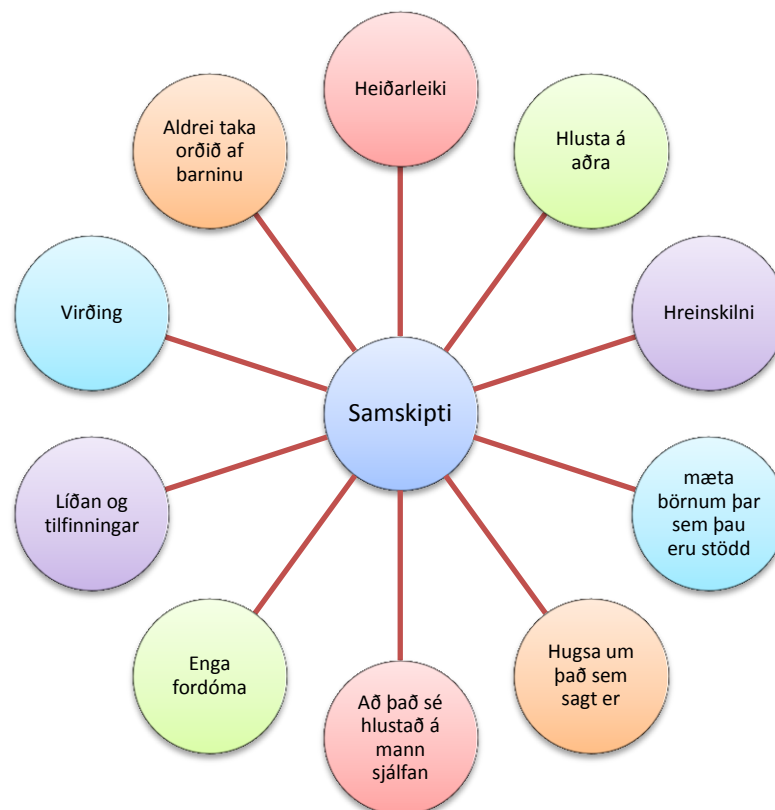 Heiðarleiki
Hlusta á
aðra
Hreinskilni
mæta
börnum þar
sem þau
eru stödd
Hugsa um
það sem
sagt er
Að það sé
hlustað á
mann
sjálfan
Enga
fordóma
Líðan og
tilfinningar
Virðing
Aldrei taka
orðið af
barninu
Samskipti